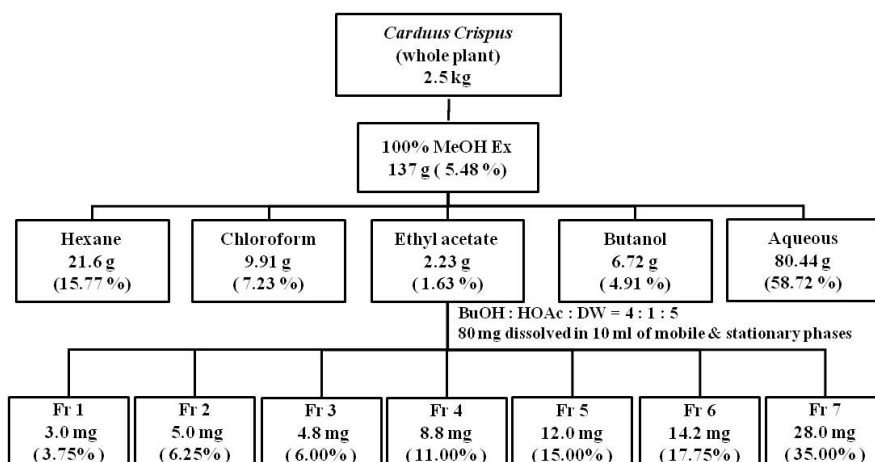 Carduus Crispus
(whole plant)
2.5 kg
100% MeOH Ex
137 g ( 5.48 %)
Hexane
21.6 g
(15.77 %)
Chloroform
9.91 g
( 7.23 %)
Ethyl acetate
2.23 g
(1.63 %)
Butanol
6.72 g
( 4.91 %)
Aqueous
80.44 g
(58.72 %)
BuOH : HOAc : DW = 4 : 1 : 5
80 mg dissolved in 10 ml of mobile & stationary phases
Fr 1
3.0 mg
(3.75%)
Fr 2
5.0 mg
(6.25%)
Fr 3
4.8 mg
(6.00%)
Fr 4
8.8 mg
(11.00%)
Fr 5
12.0 mg
(15.00%)
Fr 6
14.2 mg
(17.75%)
Fr 7
28.0 mg
(35.00%)